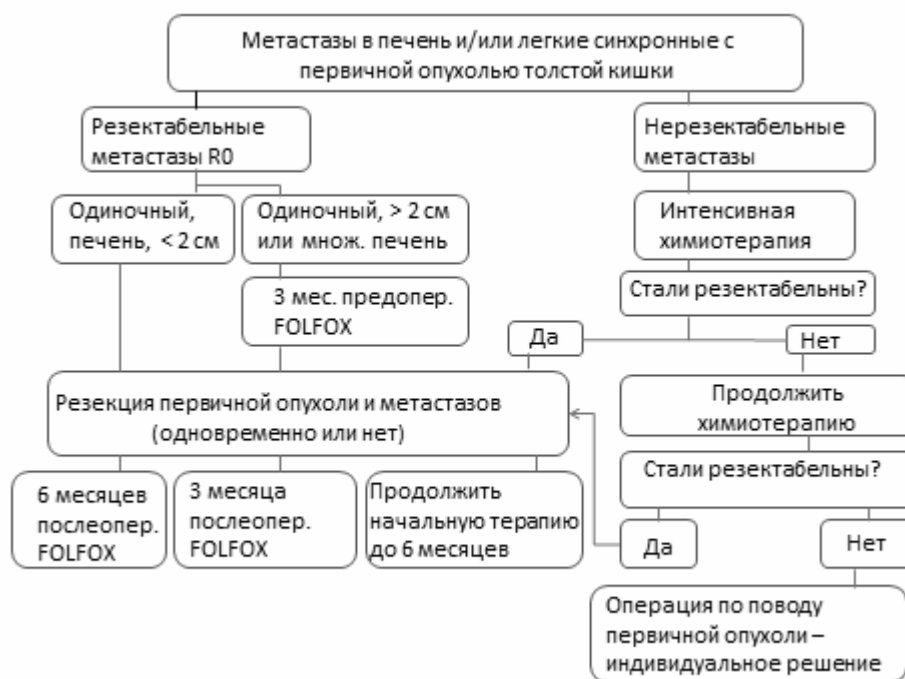 Метастазы в печень и/или легкие синхронные с
первичной опухолью толстой кишки
Резектабельные
метастазы R0
Нерезектабельные
метастазы
Одиночный,
печень, < 2 см
Одиночный, > 2 см
или множ. печень
Интенсивная
химиотерапия
3 мес. предопер.
FOLFOX
Стали резектабельны?
Да
Нет
Резекция первичной опухоли и метастазов
(одновременно или нет)
Продолжить
химиотерапию
Стали резектабельны?
6 месяцев
послеопер.
FOLFOX
3 месяца
послеопер.
FOLFOX
Продолжить
начальную терапию
до 6 месяцев
Да
Нет
Операция по поводу
первичной опухоли –
индивидуальное решение